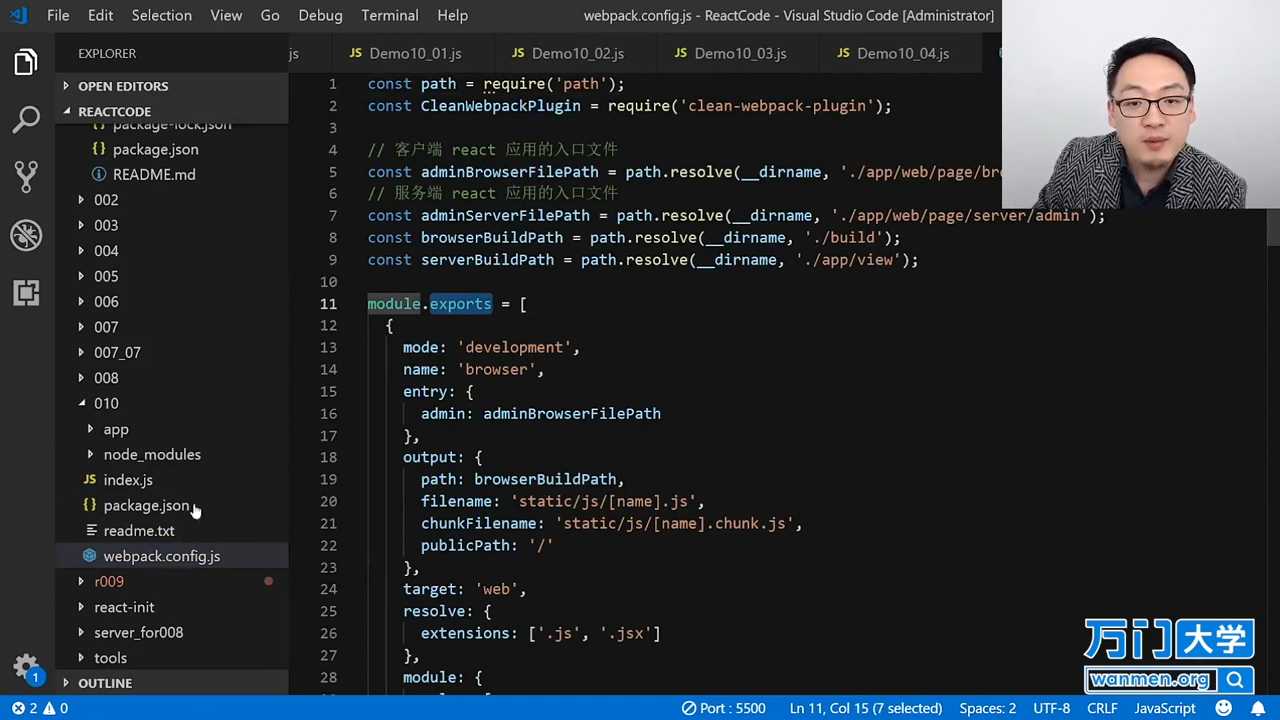 File Edit Selection View Go Debug Terminal Help webpack.config.js - ReactCode - Visual Studio Code [Administrator]
EXPLORER
js Demo10_01.js Demo10_02.js Demo10_03.js Demo10_04.js
OPEN EDITORS
REACTCODE
package-lock.json
package.json
README.md
002
003
004
005
006
007
007_07
008
010
app
node_modules
JS index.js
{} package.json
readme.txt
webpack.config.js
r009
react-init
server_for008
tools
OUTLINE
1 const path = require('path');
2 const CleanWebpackPlugin = require('clean-webpack-plugin');
3
4 // 客户端 react 应用的入口文件
5 const adminBrowserFilePath = path.resolve(__dirname, './app/web/page/br
6 // 服务端 react 应用的入口文件
7 const adminServerFilePath = path.resolve(__dirname, './app/web/page/server/admin');
8 const browserBuildPath = path.resolve(__dirname, './build');
9 const serverBuildPath = path.resolve(__dirname, './app/view');
10
11 module.exports = [
12 {
13 mode: 'development',
14 name: 'browser',
15 entry: {
16 admin: adminBrowserFilePath
17 },
18 output: {
19 path: browserBuildPath,
20 filename: 'static/js/[name].js',
21 chunkFilename: 'static/js/[name].chunk.js',
22 publicPath: '/'
23 },
24 target: 'web',
25 resolve: {
26 extensions: ['.js', '.jsx']
27 },
28 module: {
万门大学
wanmen.org
1
2 0 Port : 5500 Ln 11, Col 15 (7 selected) Spaces: 2 UTF-8 CRLF JavaScript